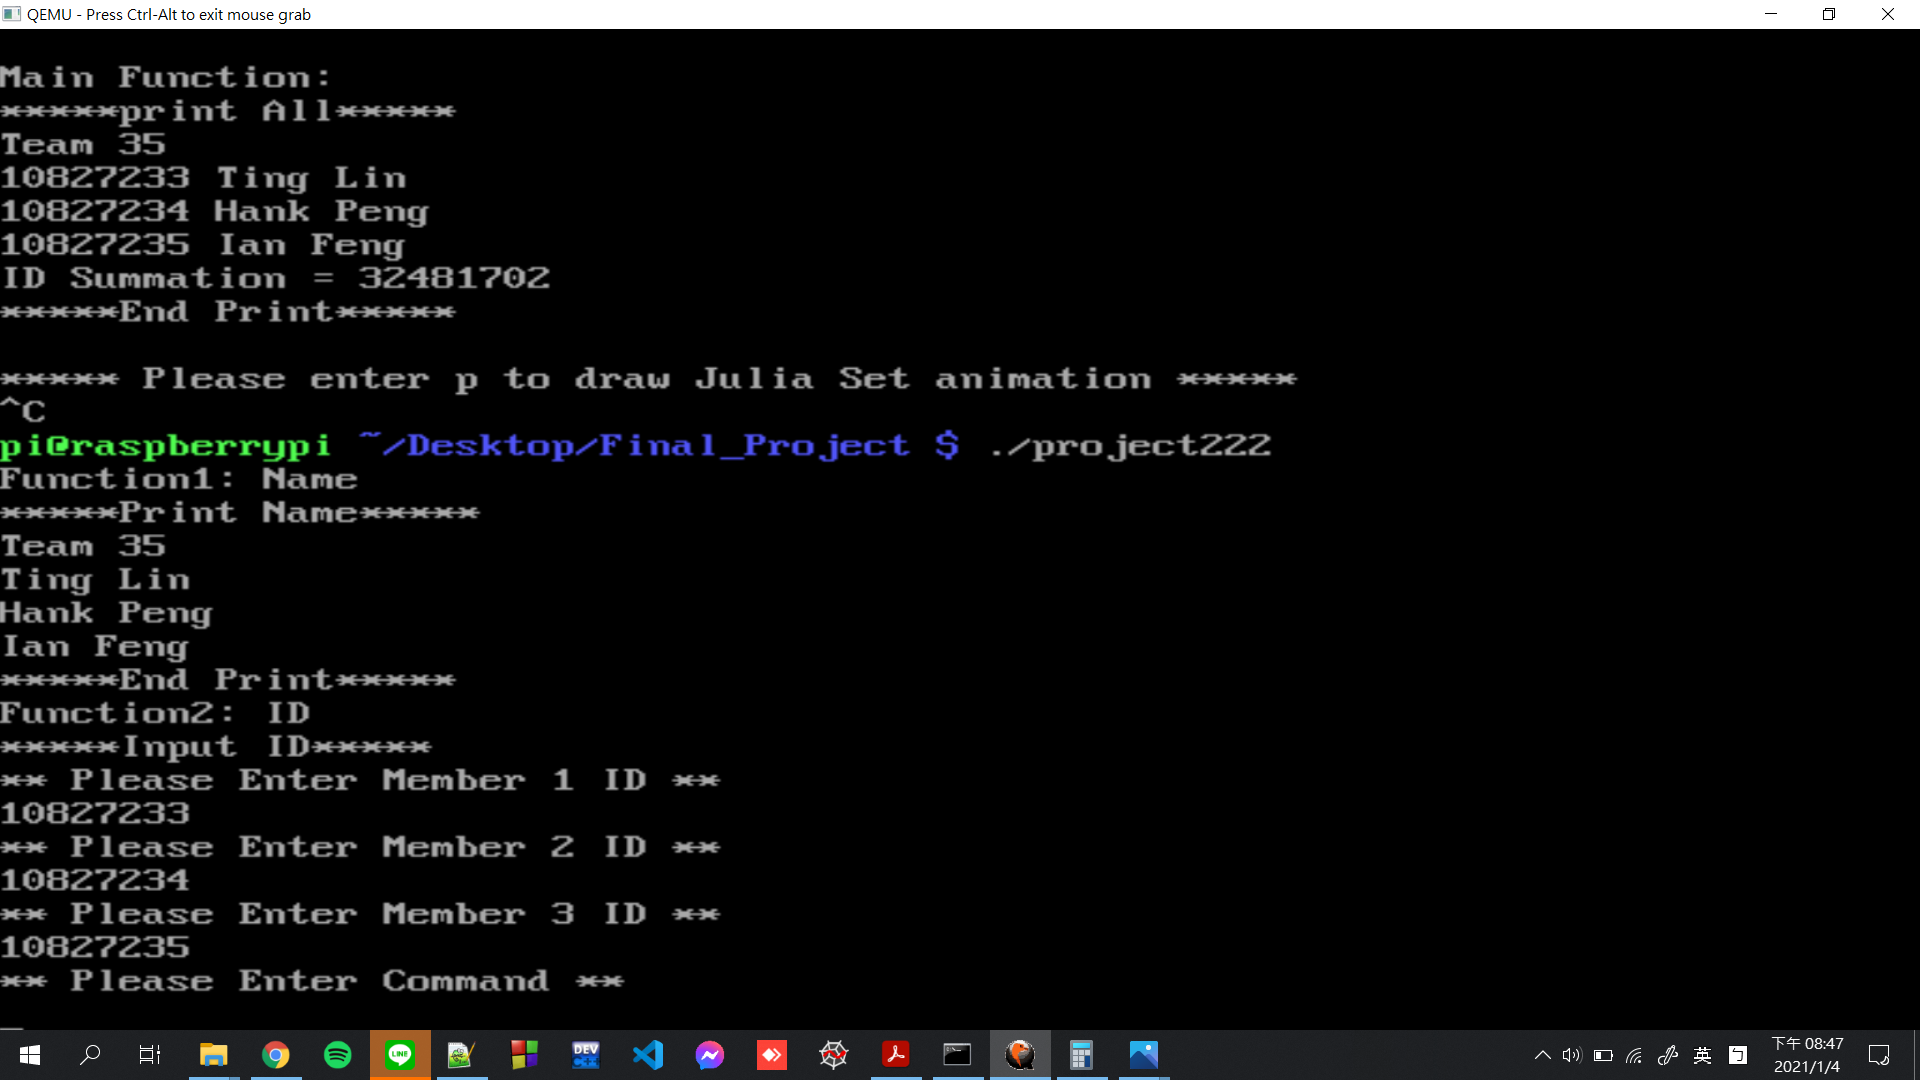 QEMU - Press Ctrl-Alt to exit mouse grab
Main Function:
*****print All*****
Team 35
10827233 Ting Lin
10827234 Hank Peng
10827235 Ian Feng
ID Summation = 32481702
*****End Print*****
***** Please enter p to draw Julia Set animation *****
^C
pi@raspberrypi ~/Desktop/Final_Project $ ./project222
Function1: Name
*****Print Name*****
Team 35
Ting Lin
Hank Peng
Ian Feng
*****End Print*****
Function2: ID
*****Input ID*****
** Please Enter Member 1 ID **
10827233
** Please Enter Member 2 ID **
10827234
** Please Enter Member 3 ID **
10827235
** Please Enter Command **
LINE
DEV
C++
英
下午 08:47
2021/1/4